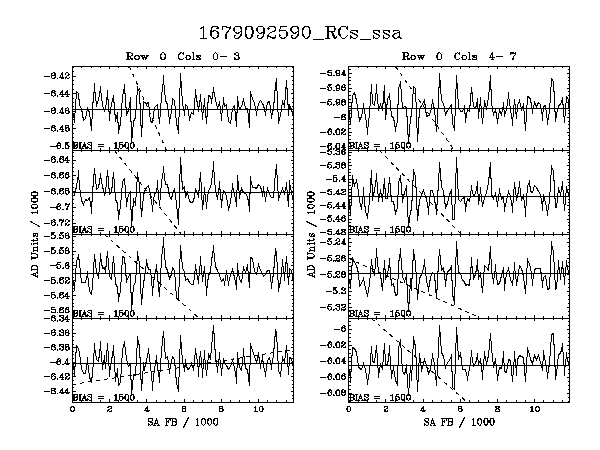 1679092590_RCs_ssa
Row 0 Cols 0- 3
Row 0 Cols 4- 7
-6.42
-6.44
-6.46
-6.48
-6.5
BIAS = 1500
-6.64
-6.66
-6.68
-6.7
-6.72
BIAS = 1500
-5.58
-5.6
-5.62
-5.64
-5.66
BIAS = 1500
-6.34
-6.36
-6.38
-6.4
-6.42
-6.44
BIAS = 1500
AD Units / 1000
0 2 4 6 8 10
SA FB / 1000
-5.94
-5.96
-5.98
-6
-6.02
-6.04
BIAS = 1500
-5.36
-5.38
-5.4
-5.42
-5.44
-5.46
-5.48
BIAS = 1500
-5.24
-5.26
-5.28
-5.3
-5.32
BIAS = 1500
-6
-6.02
-6.04
-6.06
-6.08
BIAS = 1500
AD Units / 1000
0 2 4 6 8 10
SA FB / 1000